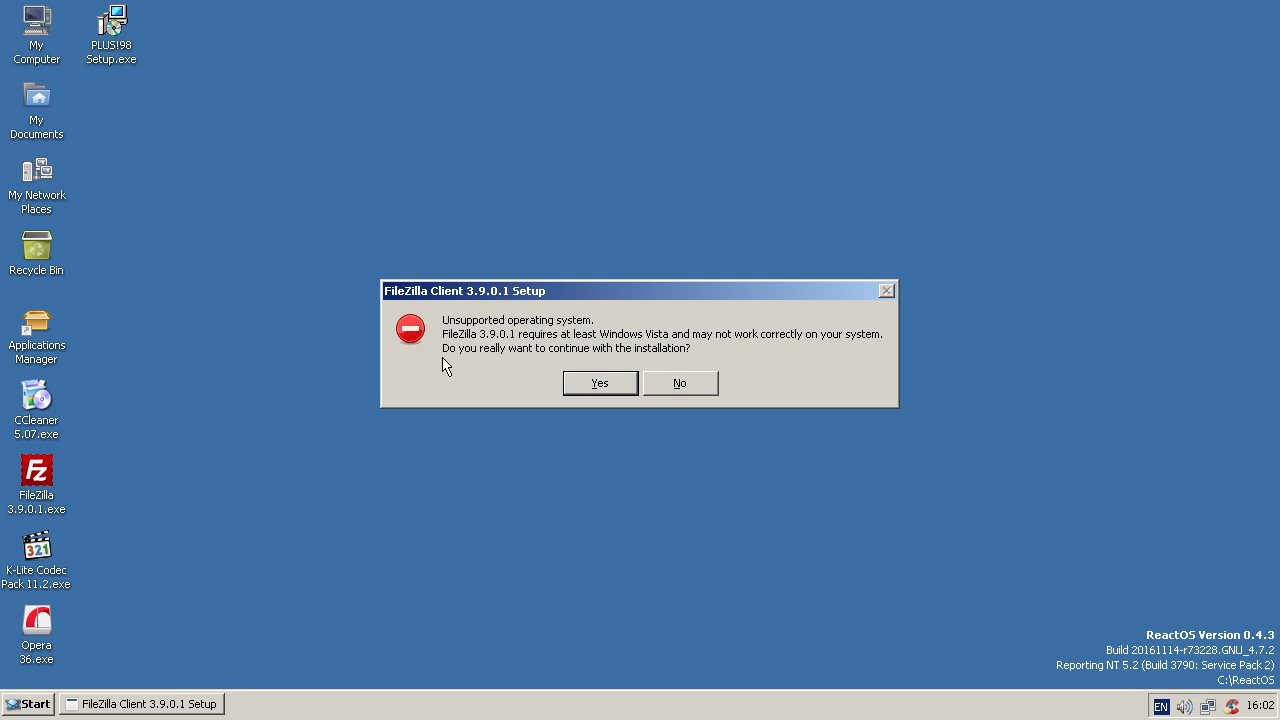 My
Computer
PLUS!98
Setup.exe
My
Documents
My Network
Places
Recycle Bin
Applications
Manager
CCleaner
5.07.exe
Fz
FileZilla
3.9.0.1.exe
321
K-Lite Codec
Pack 11.2.exe
Opera
36.exe
FileZilla Client 3.9.0.1 Setup
Unsupported operating system.
FileZilla 3.9.0.1 requires at least Windows Vista and may not work correctly on your system.
Do you really want to continue with the installation?
Yes
No
ReactOS Version 0.4.3
Build 20161114-r73228.GNU_4.7.2
Reporting NT 5.2 (Build 3790: Service Pack 2)
C:\ReactOS
Start
FileZilla Client 3.9.0.1 Setup
EN
16:02